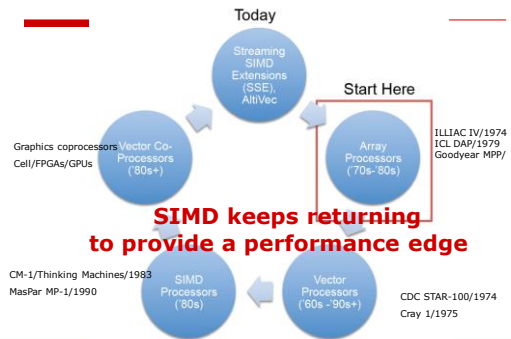 Today
Streaming
SIMD
Extensions
(SSE),
AltiVec
Start Here
Array
Processors
('70s-'80s)
ILLIAC IV/1974
ICL DAP/1979
Goodyear MPP/
Graphics coprocessors
Cell/FPGAs/GPUs
Vector Co-
Processors
('80s+)
SIMD keeps returning
to provide a performance edge
CM-1/Thinking Machines/1983
MasPar MP-1/1990
SIMD
Processors
('80s)
Vector
Processors
('60s -'90s+)
CDC STAR-100/1974
Cray 1/1975